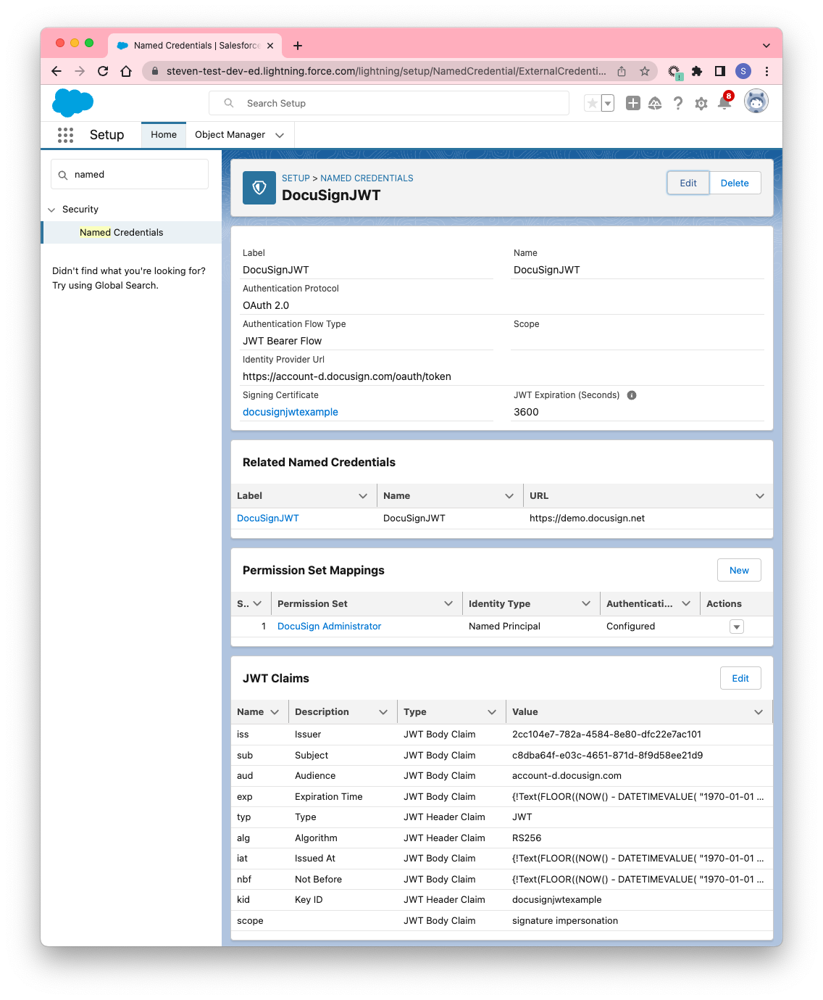 Named Credentials | Salesforce
steven-test-dev-ed.lightning.force.com/lightning/setup/NamedCredential/ExternalCredenti...
S
Search Setup
8
Setup
Home
Object Manager
named
Security
Named Credentials
Didn't find what you're looking for?
Try using Global Search.
SETUP > NAMED CREDENTIALS
DocuSignJWT
Edit
Delete
Label
Name
DocuSignJWT
DocuSignJWT
Authentication Protocol
OAuth 2.0
Authentication Flow Type
Scope
JWT Bearer Flow
Identity Provider Url
https://account-d.docusign.com/oauth/token
Signing Certificate
JWT Expiration (Seconds)
docusignjwtexample
3600
Related Named Credentials
Label Name URL
DocuSignJWT DocuSignJWT https://demo.docusign.net
Permission Set Mappings
New
S.. Permission Set Identity Type Authenticati... Actions
1 DocuSign Administrator Named Principal Configured
JWT Claims
Edit
Name Description Type Value
iss Issuer JWT Body Claim 2cc104e7-782a-4584-8e80-dfc22e7ac101
sub Subject JWT Body Claim c8dba64f-e03c-4651-871d-8f9d58ee21d9
aud Audience JWT Body Claim account-d.docusign.com
exp Expiration Time JWT Body Claim {!Text(FLOOR((NOW() - DATETIMEVALUE( "1970-01-01 ...
typ Type JWT Header Claim JWT
alg Algorithm JWT Header Claim RS256
iat Issued At JWT Body Claim {!Text(FLOOR((NOW() - DATETIMEVALUE( "1970-01-01 ...
nbf Not Before JWT Body Claim {!Text(FLOOR((NOW() - DATETIMEVALUE( "1970-01-01 ...
kid Key ID JWT Header Claim docusignjwtexample
scope JWT Body Claim signature impersonation